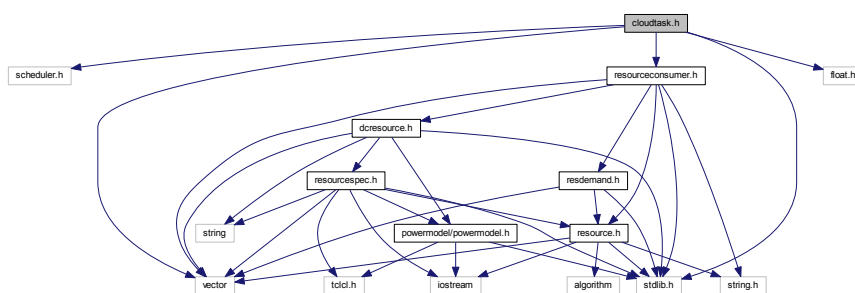 cloudtask.h
scheduler.h
resourceconsumer.h
float.h
dcresource.h
resourcespec.h
resdemand.h
string
powermodel/powermodel.h
resource.h
vector
tclcl.h
iostream
algorithm
stdlib.h
string.h